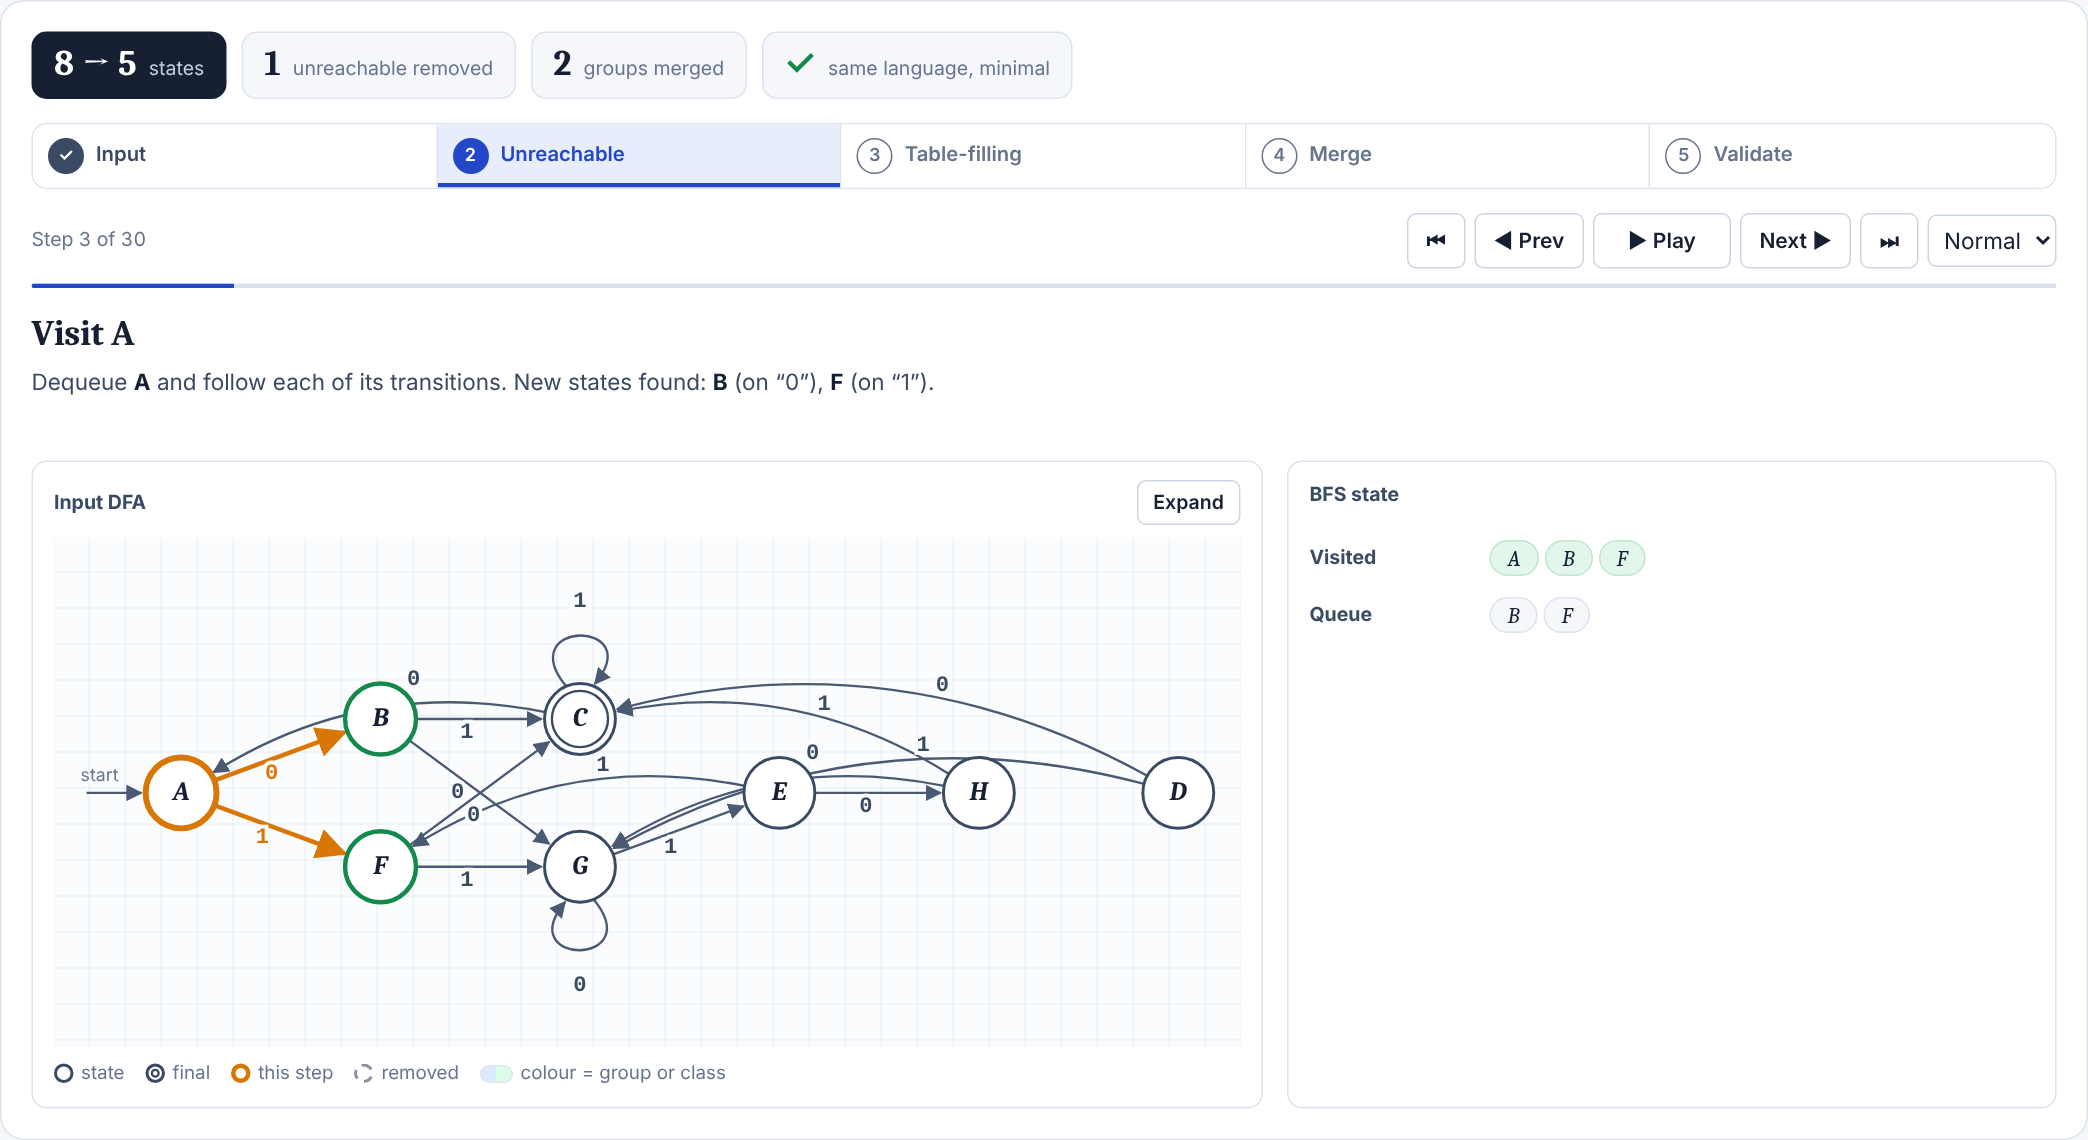 8 → 5 states
1 unreachable removed
2 groups merged
✓ same language, minimal
✓ Input
2 Unreachable
3 Table-filling
4 Merge
5 Validate
Step 3 of 30
⏮
◀ Prev
▶ Play
Next ▶
⏭
Normal
Visit A
Dequeue A and follow each of its transitions. New states found: B (on “0”), F (on “1”).
Input DFA
Expand
1
0
0
B
C
1
1
1
1
0
start
0
A
0
0
E
0
H
D
1
1
F
1
G
0
state
final
this step
removed
colour = group or class
BFS state
Visited A B F
Queue B F